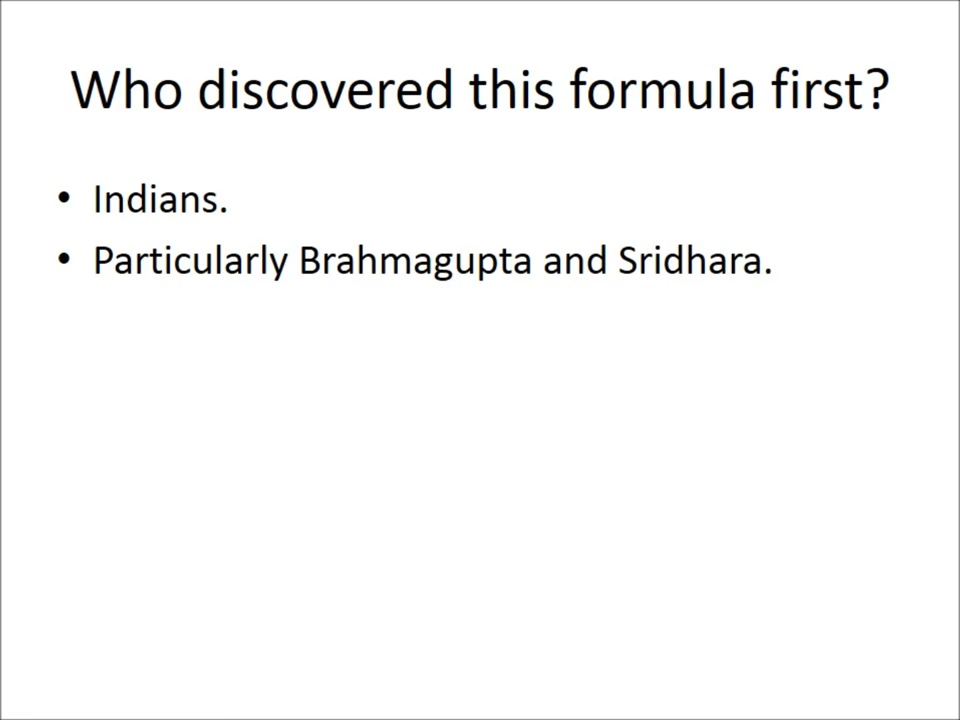 Who discovered this formula first?
• Indians.
• Particularly Brahmagupta and Sridhara.